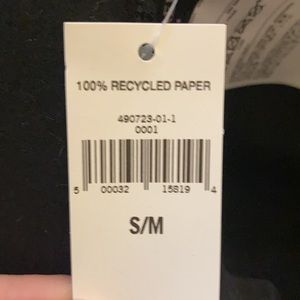 100% RECYCLED PAPER
490723-01-1
0001
5 00032 15819 4
S/M